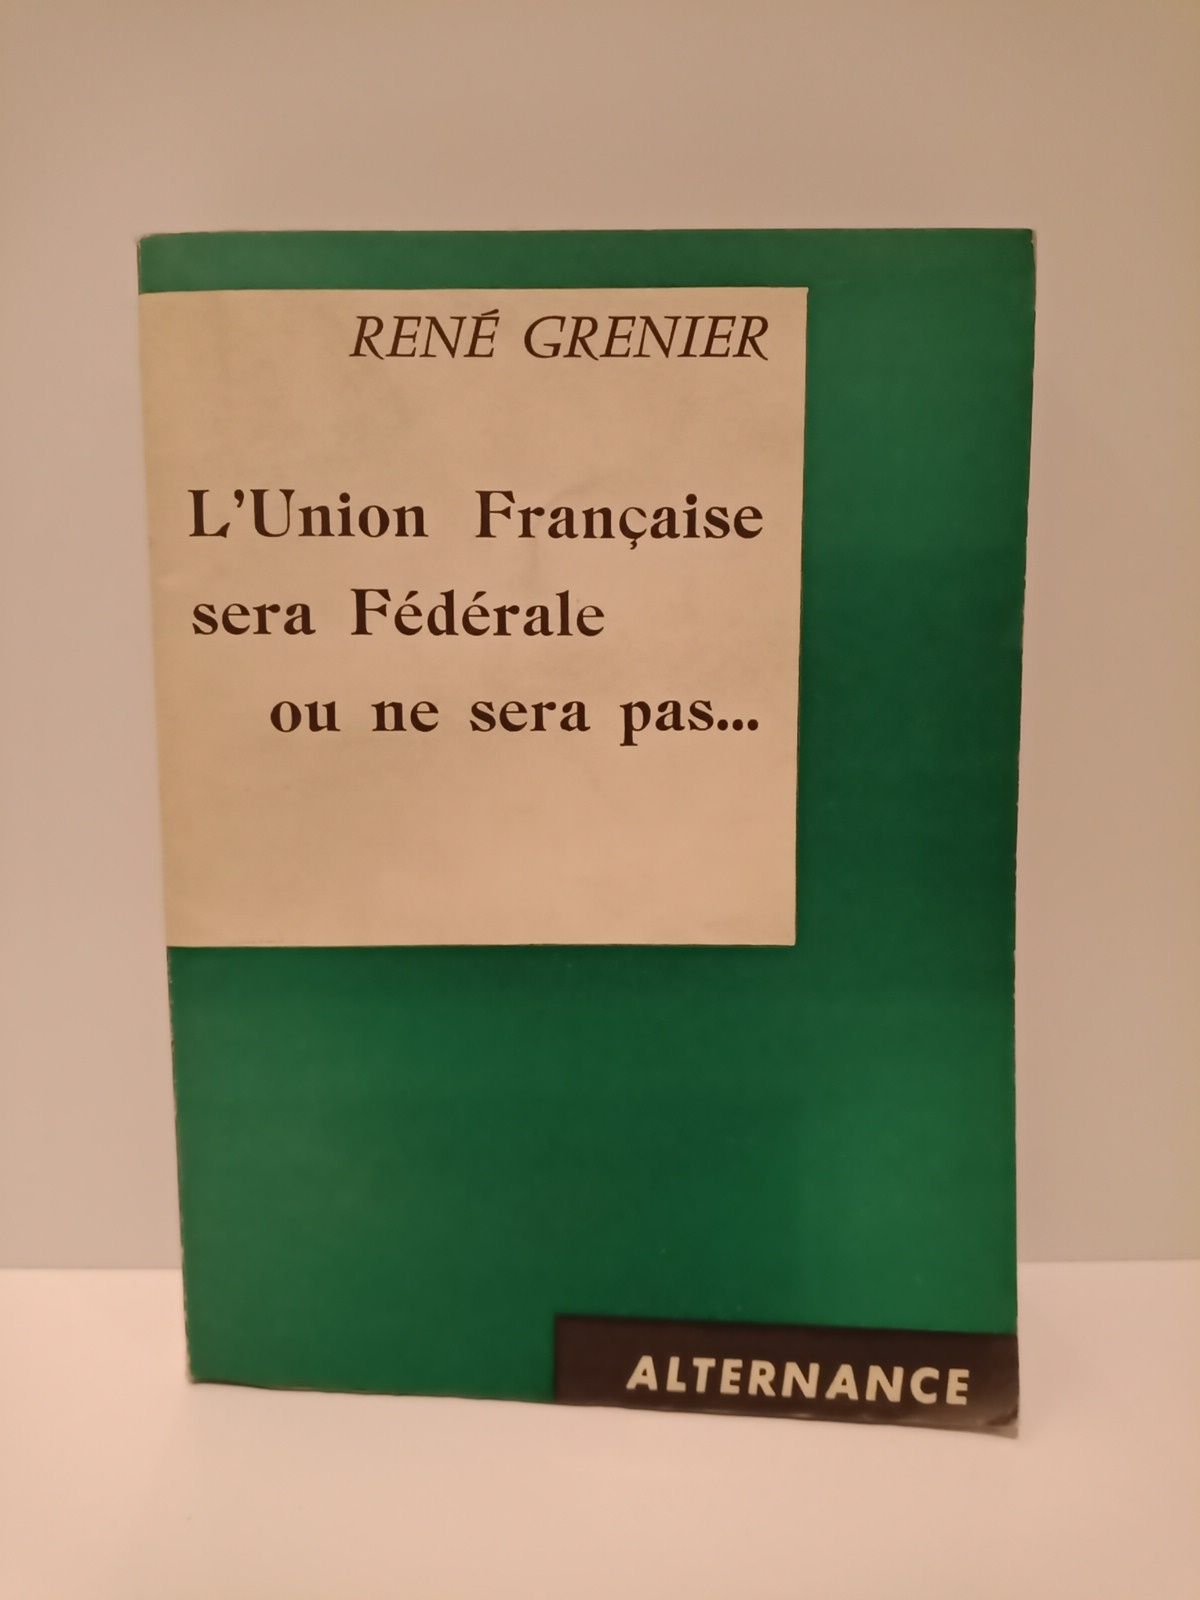 RENÉ GRENIER
L'Union Française
sera Fédérale
ou ne sera pas...
ALTERNANCE